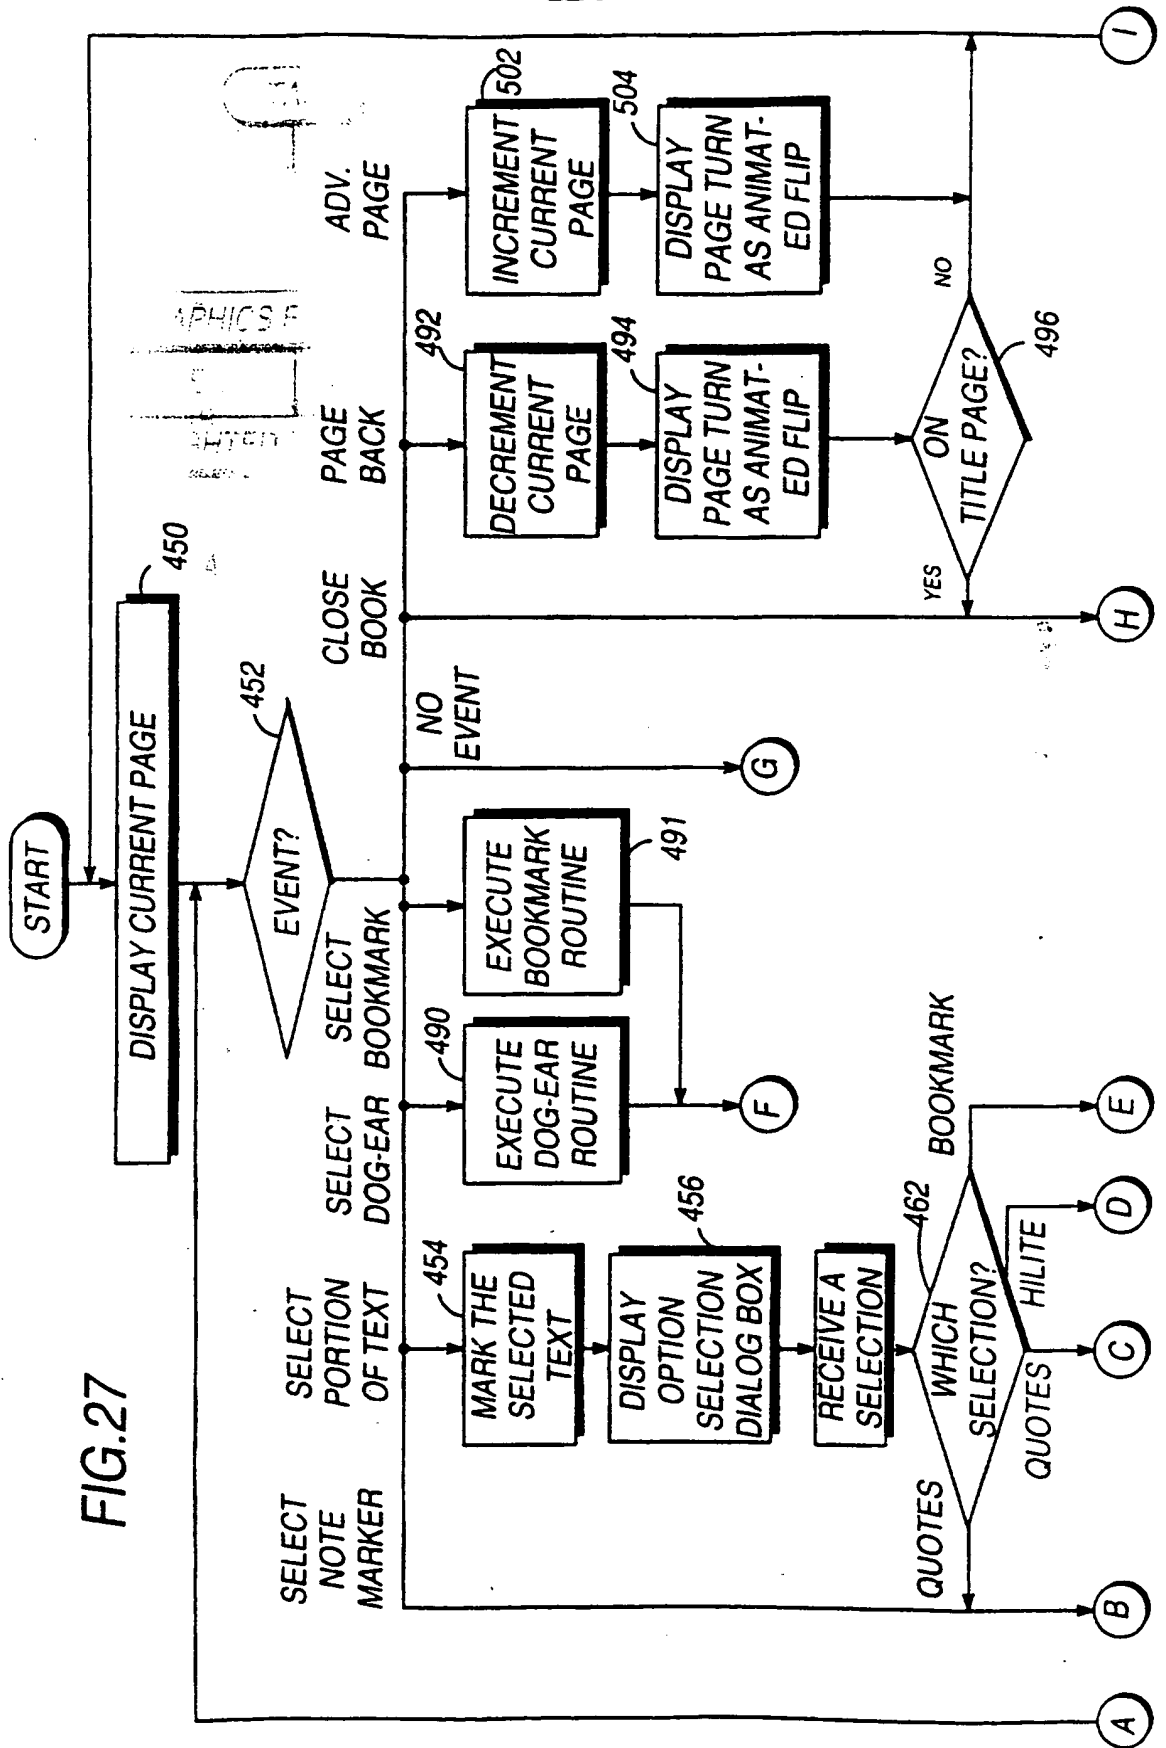 FIG.27
START
DISPLAY CURRENT PAGE
450
EVENT?
452
SELECT
NOTE
MARKER
SELECT
PORTION
OF TEXT
SELECT
DOG-EAR
SELECT
BOOKMARK
NO
EVENT
CLOSE
BOOK
PAGE
BACK
ADV.
PAGE
454
MARK THE
SELECTED
TEXT
456
DISPLAY
OPTION
SELECTION
DIALOG BOX
RECEIVE A
SELECTION
462
WHICH
SELECTION?
QUOTES
QUOTES
HILITE
BOOKMARK
490
EXECUTE
DOG-EAR
ROUTINE
491
EXECUTE
BOOKMARK
ROUTINE
492
DECREMENT
CURRENT
PAGE
494
DISPLAY
PAGE TURN
AS ANIMAT-
ED FLIP
496
ON
TITLE PAGE?
YES
NO
502
INCREMENT
CURRENT
PAGE
504
DISPLAY
PAGE TURN
AS ANIMAT-
ED FLIP
A
B
C
D
E
F
G
H
I
APHICS